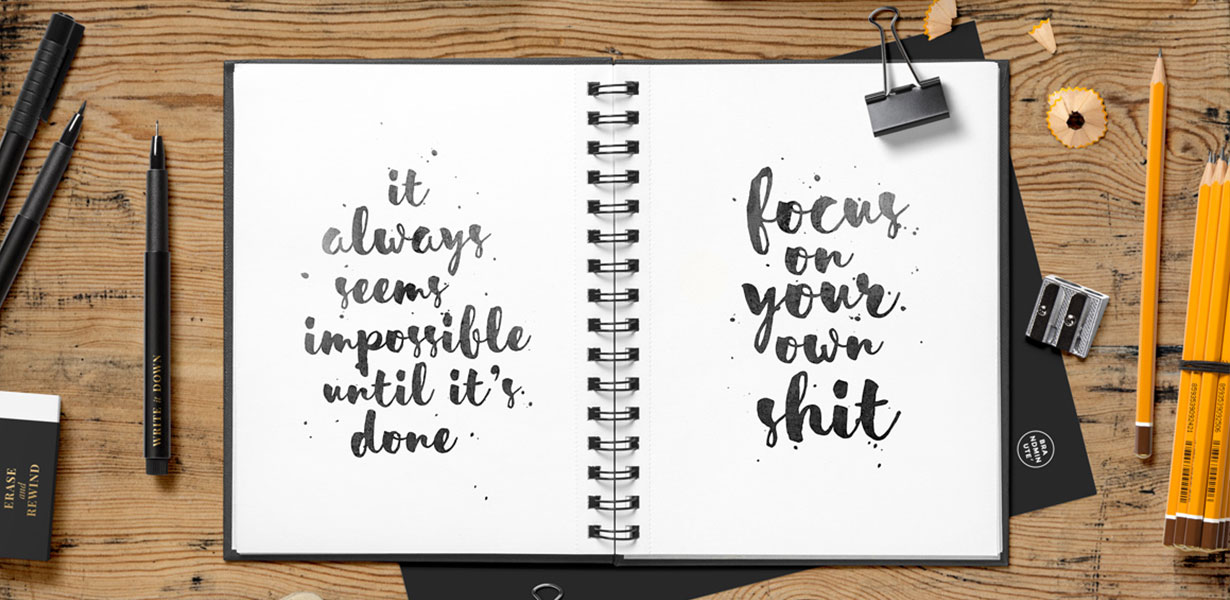 it
always
seems
impossible
until it's
done
focus
on
your
own
shit
WRITE it DOWN
ERASE
and
REWIND
BRA
NDMIN
UTE